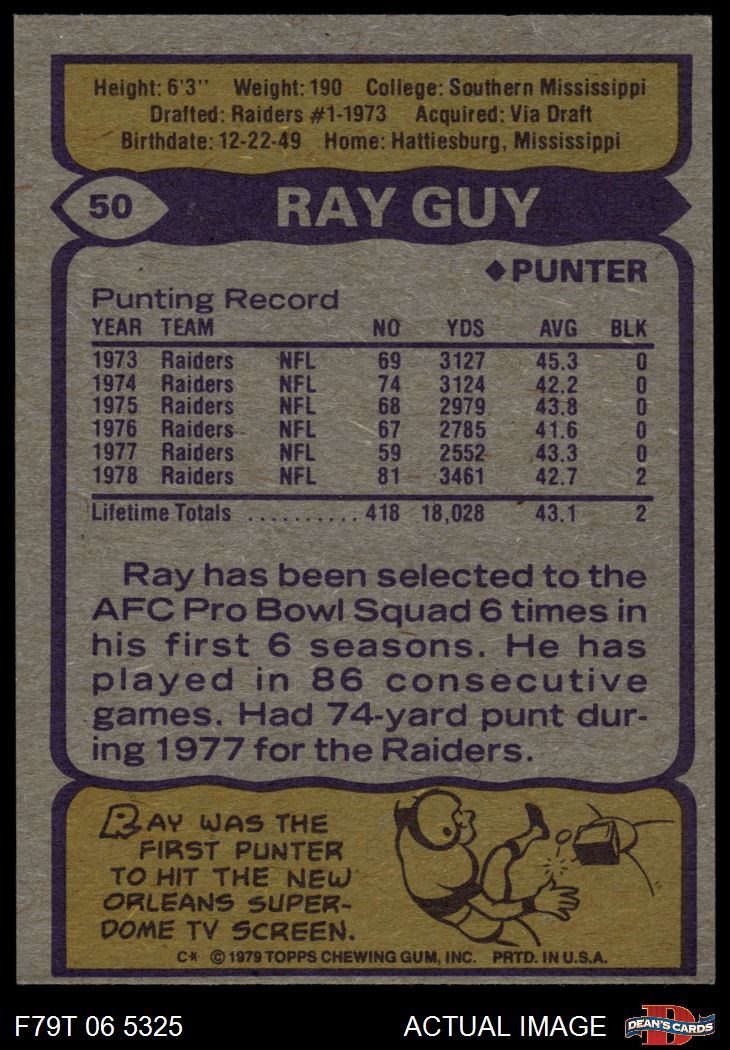 Height: 6'3" Weight: 190 College: Southern Mississippi
Drafted: Raiders #1-1973 Acquired: Via Draft
Birthdate: 12-22-49 Home: Hattiesburg, Mississippi
50 RAY GUY
◆PUNTER
Punting Record
YEAR TEAM NO YDS AVG BLK
1973 Raiders NFL 69 3127 45.3 0
1974 Raiders NFL 74 3124 42.2 0
1975 Raiders NFL 68 2979 43.8 0
1976 Raiders NFL 67 2785 41.6 0
1977 Raiders NFL 59 2552 43.3 0
1978 Raiders NFL 81 3461 42.7 2
Lifetime Totals .......... 418 18,028 43.1 2
Ray has been selected to the
AFC Pro Bowl Squad 6 times in
his first 6 seasons. He has
played in 86 consecutive
games. Had 74-yard punt dur-
ing 1977 for the Raiders.
RAY WAS THE
FIRST PUNTER
TO HIT THE NEW
ORLEANS SUPER-
DOME TV SCREEN.
C* © 1979 TOPPS CHEWING GUM, INC. PRTD. IN U.S.A.
F79T 06 5325 ACTUAL IMAGE D DEAN'S CARDS